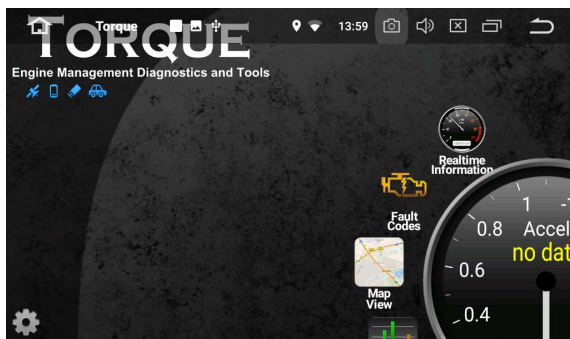 Torque
13:59
TORQUE
Engine Management Diagnostics and Tools
Realtime
Information
Fault
Codes
Map
View
1
0.8
Accel
no dat
0.6
0.4